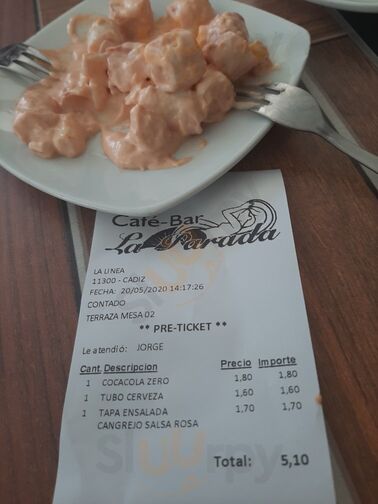 Café-Bar
La Parada
LA LINEA
11300 - CADIZ
FECHA: 20/05/2020 14:17:26
CONTADO
TERRAZA MESA 02
** PRE-TICKET **
Le atendió: JORGE
Cant. Descripcion Precio Importe
1 COCACOLA ZERO 1,80 1,80
1 TUBO CERVEZA 1,60 1,60
1 TAPA ENSALADA 1,70 1,70
CANGREJO SALSA ROSA
Total: 5,10
Sluurpy